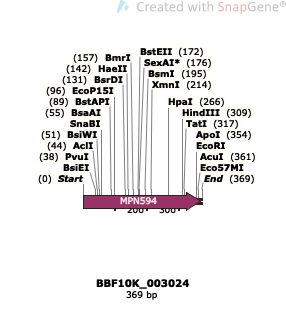 Created with SnapGene®
BstEII (172)
(157) BmrI SexAI* (176)
(142) HaeII BsmI (195)
(131) BsrDI XmnI (214)
(96) EcoP15I HpaI (266)
(89) BstAPI HindIII (309)
(55) BsaAI TatI (317)
SnaBI ApoI (354)
(51) BsiWI EcoRI
(44) AclI AcuI (361)
(38) PvuI Eco57MI
BsiEI End (369)
(0) Start
MPN594
200 300
BBF10K_003024
369 bp